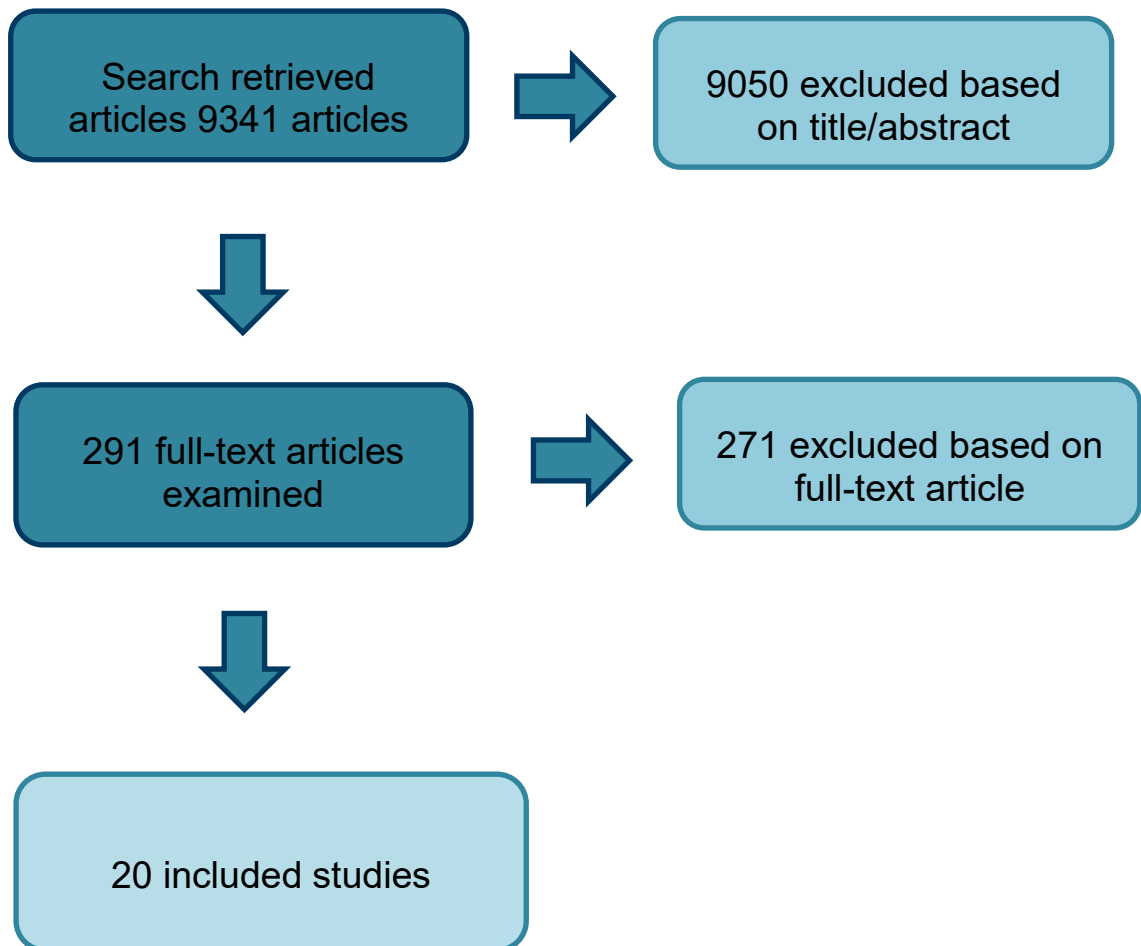 Search retrieved
articles 9341 articles
9050 excluded based
on title/abstract
291 full-text articles
examined
271 excluded based on
full-text article
20 included studies